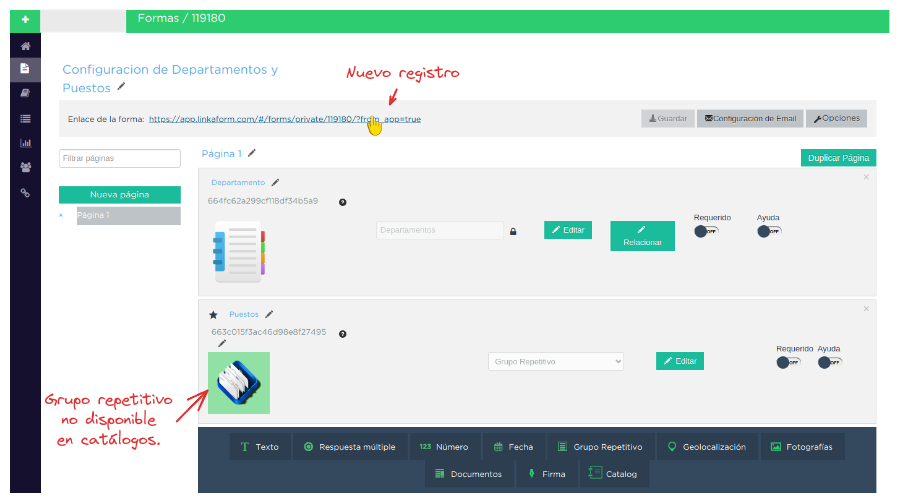 Formas / 119180
Configuracion de Departamentos y
Puestos
Nuevo registro
Enlace de la forma: https://app.linkaform.com/#/forms/private/119180/?from_app=true
Guardar
Configuración de Email
Opciones
Filtrar páginas
Nueva página
× Página 1
Página 1
Duplicar Página
Departamento
664fc62a299cf118df34b5a9
Departamentos
Editar
Relacionar
Requerido
OFF
Ayuda
OFF
Puestos
663c015f3ac46d98e8f27495
Grupo Repetitivo
Editar
Requerido
OFF
Ayuda
OFF
Grupo repetitivo
no disponible
en catálogos.
Texto
Respuesta múltiple
123 Número
Fecha
Grupo Repetitivo
Geolocalización
Fotografías
Documentos
Firma
Catalog